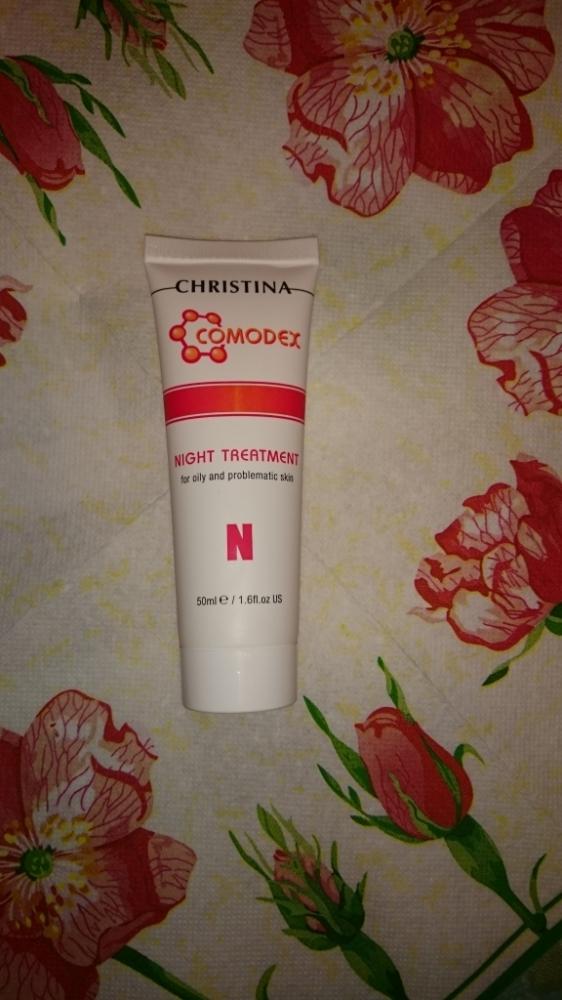 CHRISTINA
COMODEX
NIGHT TREATMENT
for oily and problematic skin
N
50ml ℮ / 1.6fl.oz US